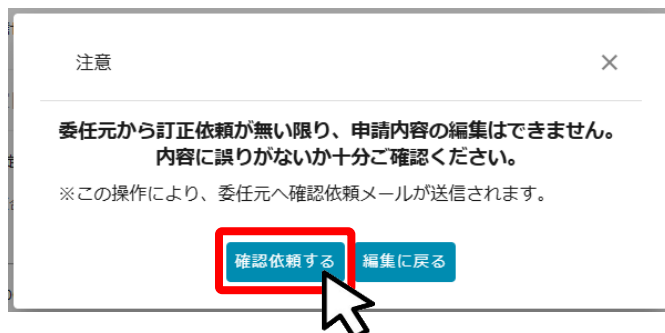 注意
委任元から訂正依頼が無い限り、申請内容の編集はできません。
内容に誤りがないか十分ご確認ください。
※この操作により、委任元へ確認依頼メールが送信されます。
確認依頼する
編集に戻る